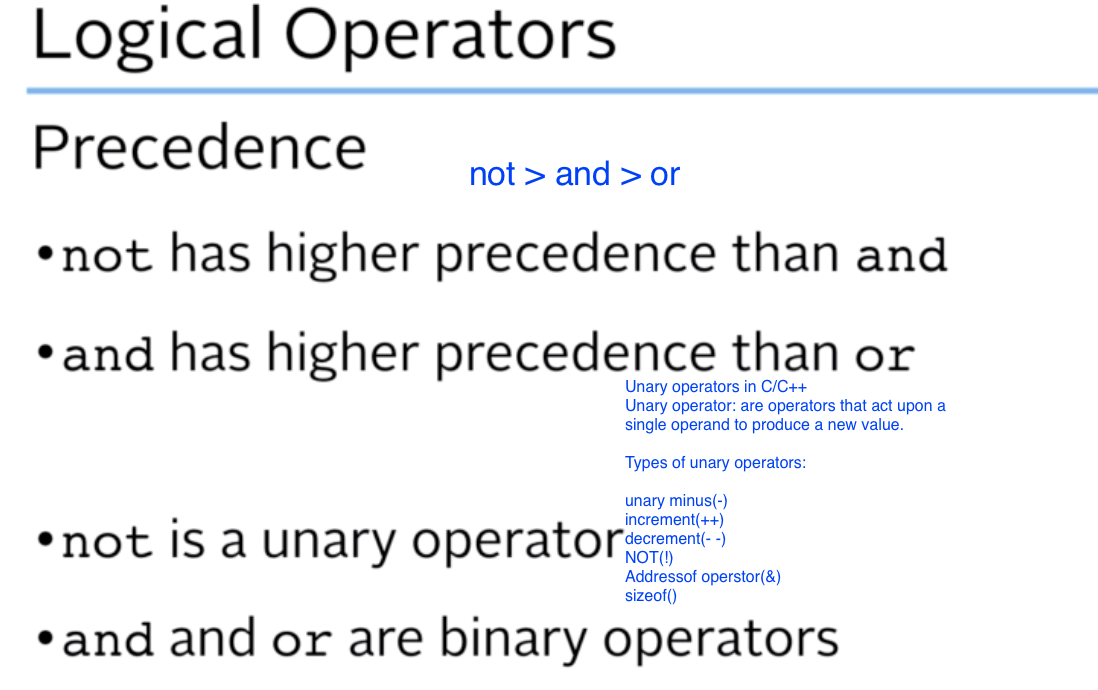 Logical Operators
Precedence
not > and > or
•not has higher precedence than and
•and has higher precedence than or
Unary operators in C/C++
Unary operator: are operators that act upon a
single operand to produce a new value.
Types of unary operators:
unary minus(-)
increment(++)
•not is a unary operator
decrement(- -)
NOT(!)
Addressof operstor(&)
sizeof()
•and and or are binary operators